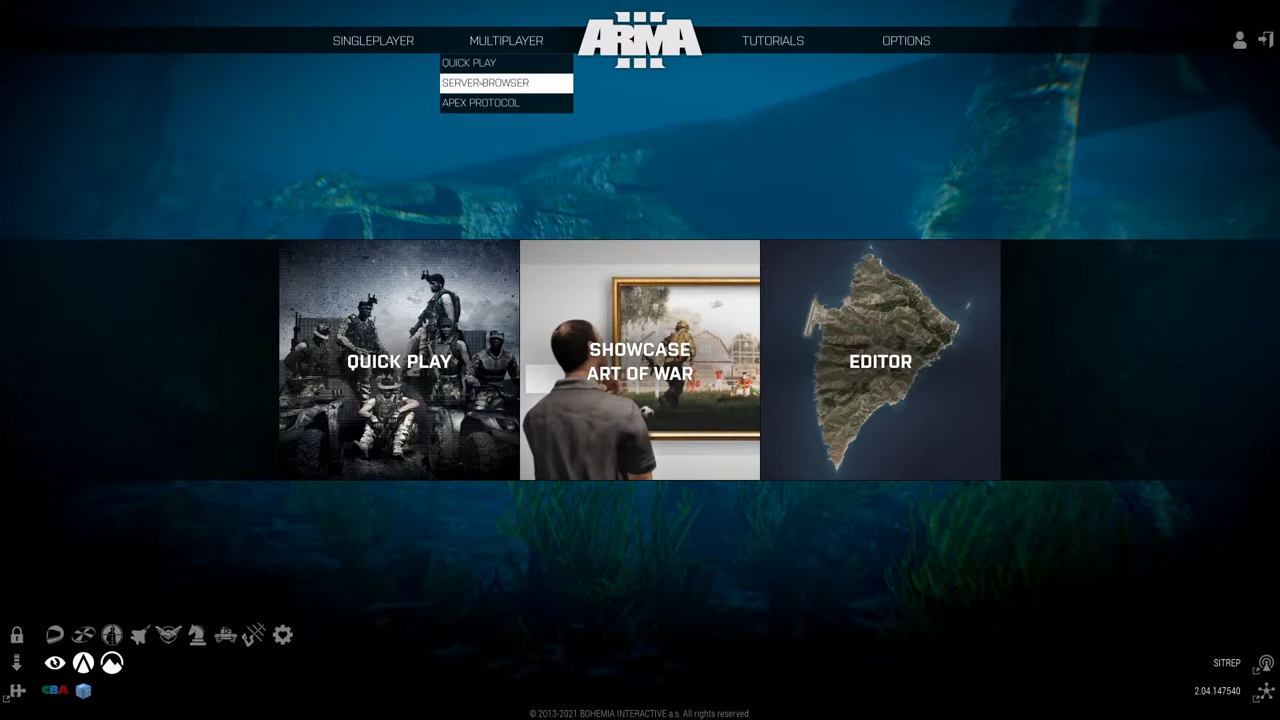 SINGLEPLAYER
MULTIPLAYER
ARMA
III
TUTORIALS
OPTIONS
QUICK PLAY
SERVER BROWSER
APEX PROTOCOL
QUICK PLAY
SHOWCASE
ART OF WAR
EDITOR
CBA
SITREP
2.04.147540
© 2013-2021 BOHEMIA INTERACTIVE a.s. All rights reserved.